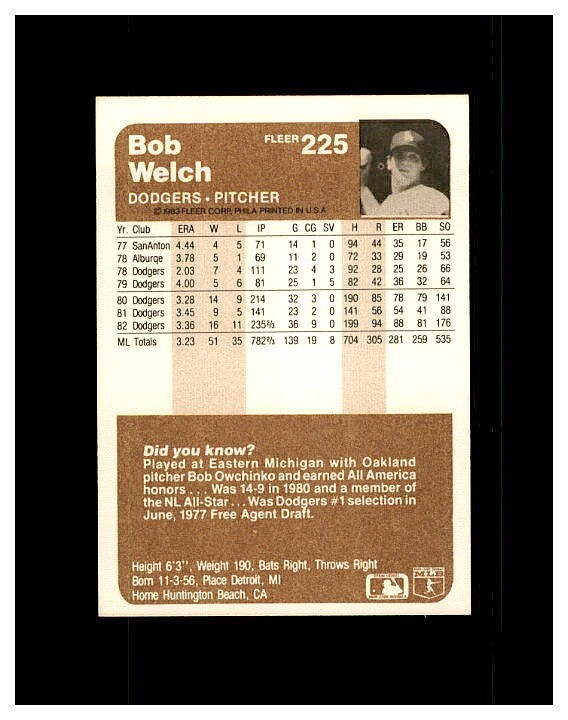 Bob
Welch
FLEER 225
DODGERS • PITCHER
©1983 FLEER CORP. PHILA PRINTED IN U.S.A
Yr. Club ERA W L IP G CG SV H R ER BB SO
77 SanAnton 4.44 4 5 71 14 1 0 94 44 35 17 56
78 Alburqe 3.78 5 1 69 11 2 0 72 33 29 19 53
78 Dodgers 2.03 7 4 111 23 4 3 92 28 25 26 66
79 Dodgers 4.00 5 6 81 25 1 5 82 42 36 32 64
80 Dodgers 3.28 14 9 214 32 3 0 190 85 78 79 141
81 Dodgers 3.45 9 5 141 23 2 0 141 56 54 41 88
82 Dodgers 3.36 16 11 235⅔ 36 9 0 199 94 88 81 176
ML Totals 3.23 51 35 782⅔ 139 19 8 704 305 281 259 535
Did you know?
Played at Eastern Michigan with Oakland
pitcher Bob Owchinko and earned All America
honors . . . Was 14-9 in 1980 and a member of
the NL All-Star . . . Was Dodgers #1 selection in
June, 1977 Free Agent Draft.
Height 6'3'', Weight 190, Bats Right, Throws Right
Born 11-3-56, Place Detroit, MI
Home Huntington Beach, CA